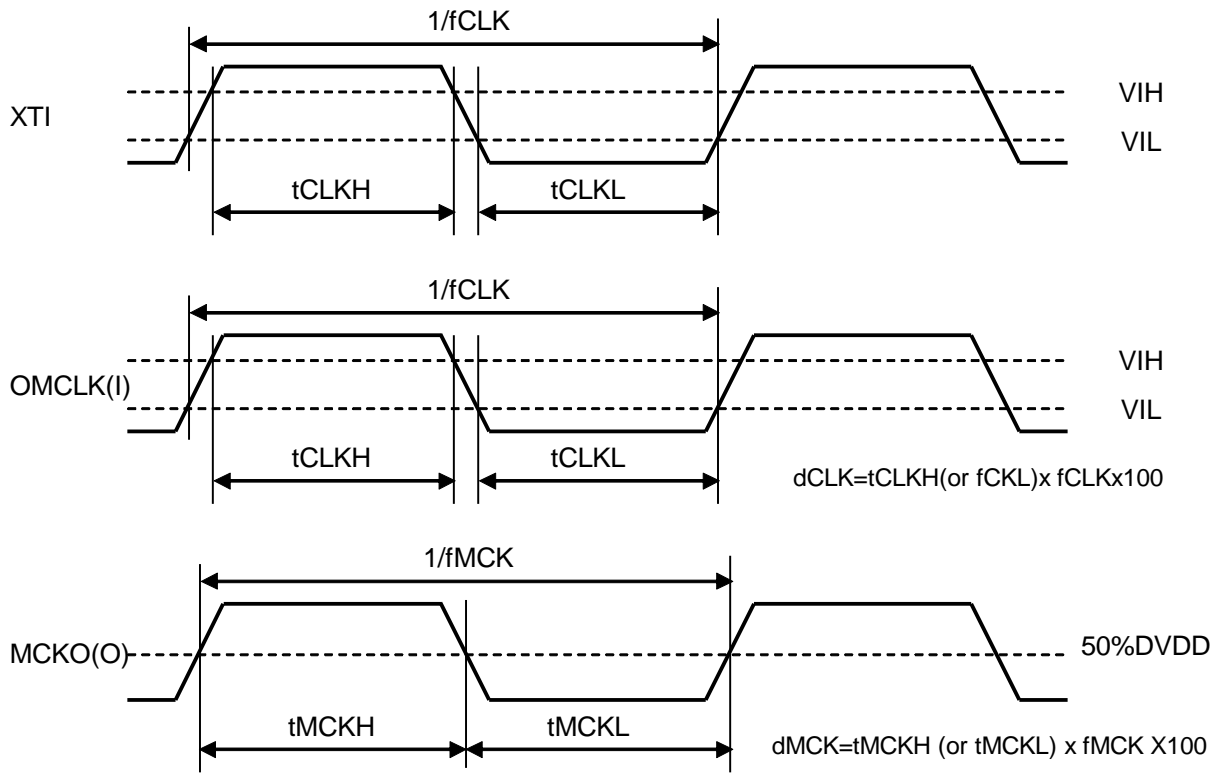 1/fCLK
VIH
XTI
VIL
tCLKH
tCLKL
1/fCLK
VIH
OMCLK(I)
VIL
tCLKH
tCLKL
dCLK=tCLKH(or fCKL)x fCLKx100
1/fMCK
MCKO(O)
50%DVDD
tMCKH
tMCKL
dMCK=tMCKH (or tMCKL) x fMCK X100